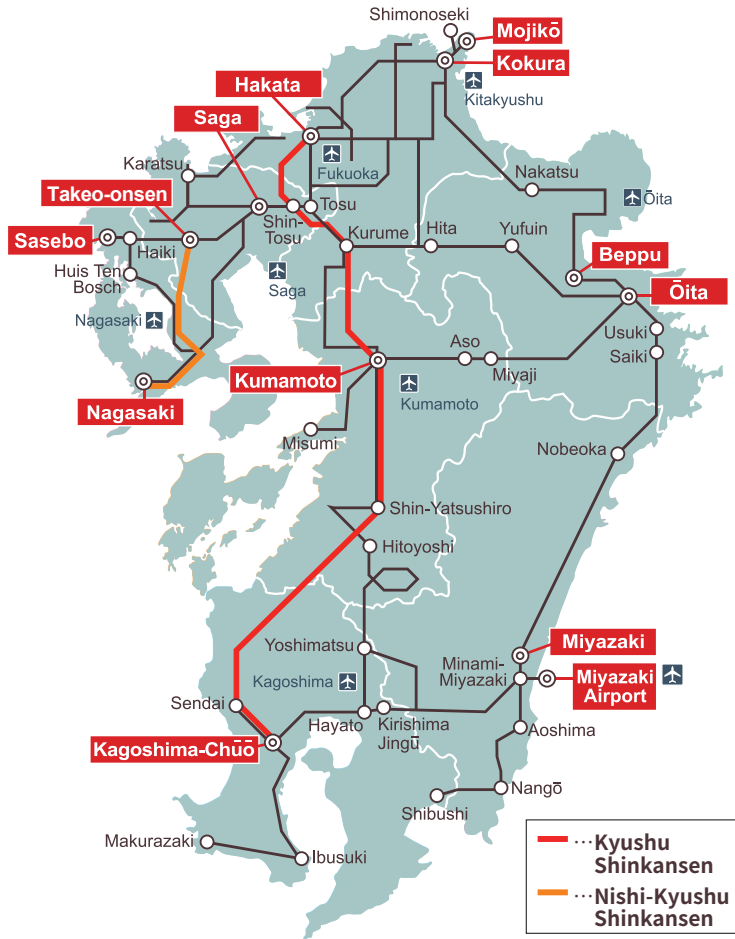 Shimonoseki
Mojikō
Kokura
Hakata
Kitakyushu
Saga
Karatsu
Fukuoka
Nakatsu
Takeo-onsen
Ōita
Shin-
Tosu
Tosu
Sasebo
Haiki
Kurume
Hita
Yufuin
Beppu
Huis Ten
Bosch
Saga
Ōita
Nagasaki
Usuki
Aso
Saiki
Kumamoto
Miyaji
Kumamoto
Nagasaki
Misumi
Nobeoka
Shin-Yatsushiro
Hitoyoshi
Yoshimatsu
Miyazaki
Minami-
Miyazaki
Miyazaki
Airport
Kagoshima
Sendai
Hayato
Kirishima
Jingū
Aoshima
Kagoshima-Chūō
Nangō
Shibushi
Makurazaki
Ibusuki
…Kyushu
Shinkansen
…Nishi-Kyushu
Shinkansen